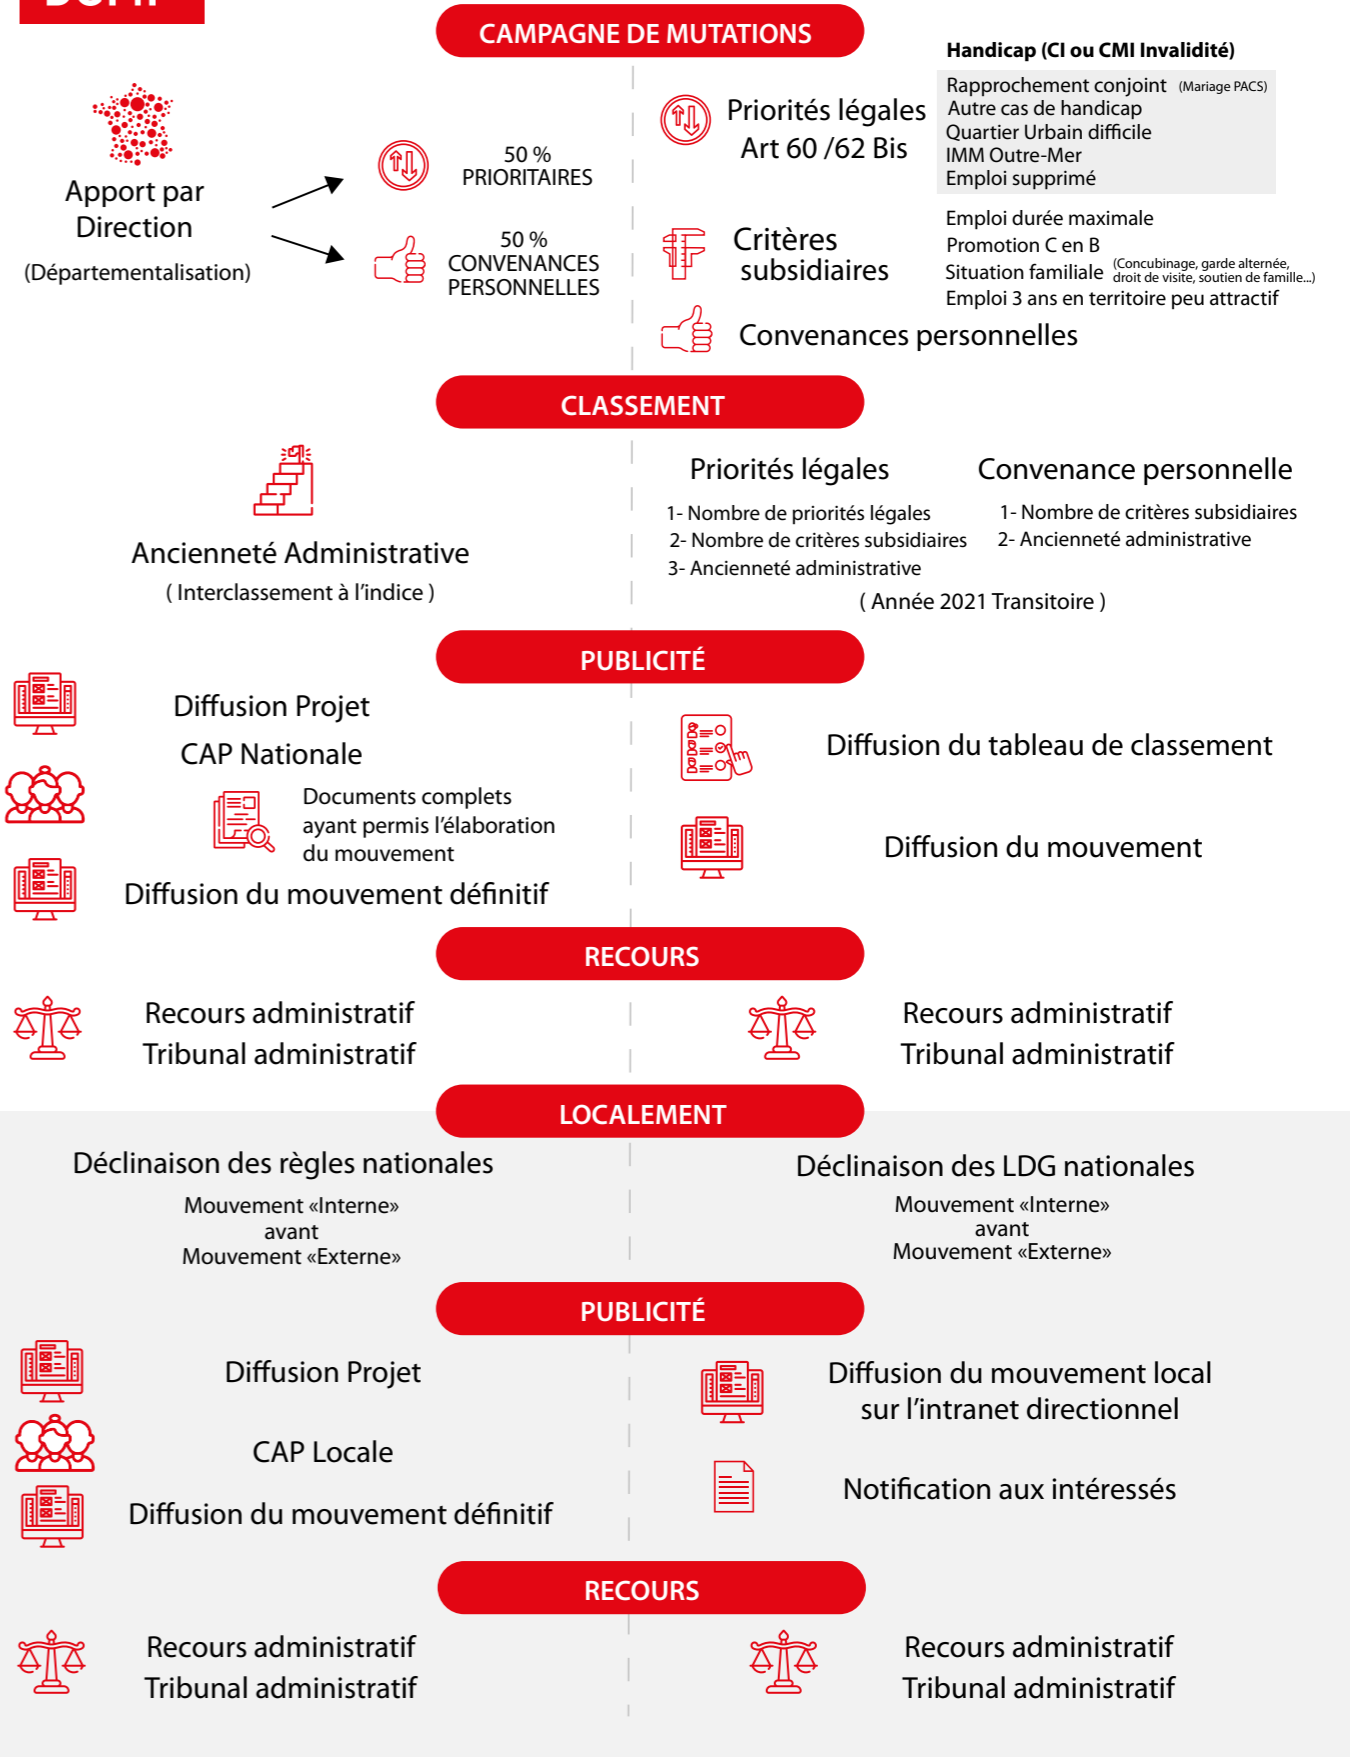 CAMPAGNE DE MUTATIONS
Apport par
Direction
(Départementalisation)
50 %
PRIORITAIRES
50 %
CONVENANCES
PERSONNELLES
Priorités légales
Art 60 /62 Bis
Handicap (CI ou CMI Invalidité)
Rapprochement conjoint (Mariage PACS)
Autre cas de handicap
Quartier Urbain difficile
IMM Outre-Mer
Emploi supprimé
Critères
subsidiaires
Emploi durée maximale
Promotion C en B
Situation familiale (Concubinage, garde alternée,
droit de visite, soutien de famille...)
Emploi 3 ans en territoire peu attractif
Convenances personnelles
CLASSEMENT
Ancienneté Administrative
( Interclassement à l'indice )
Priorités légales
1- Nombre de priorités légales
2- Nombre de critères subsidiaires
3- Ancienneté administrative
Convenance personnelle
1- Nombre de critères subsidiaires
2- Ancienneté administrative
( Année 2021 Transitoire )
PUBLICITÉ
Diffusion Projet
CAP Nationale
Documents complets
ayant permis l'élaboration
du mouvement
Diffusion du mouvement définitif
Diffusion du tableau de classement
Diffusion du mouvement
RECOURS
Recours administratif
Tribunal administratif
Recours administratif
Tribunal administratif
LOCALEMENT
Déclinaison des règles nationales
Mouvement «Interne»
avant
Mouvement «Externe»
Déclinaison des LDG nationales
Mouvement «Interne»
avant
Mouvement «Externe»
PUBLICITÉ
Diffusion Projet
CAP Locale
Diffusion du mouvement définitif
Diffusion du mouvement local
sur l'intranet directionnel
Notification aux intéressés
RECOURS
Recours administratif
Tribunal administratif
Recours administratif
Tribunal administratif